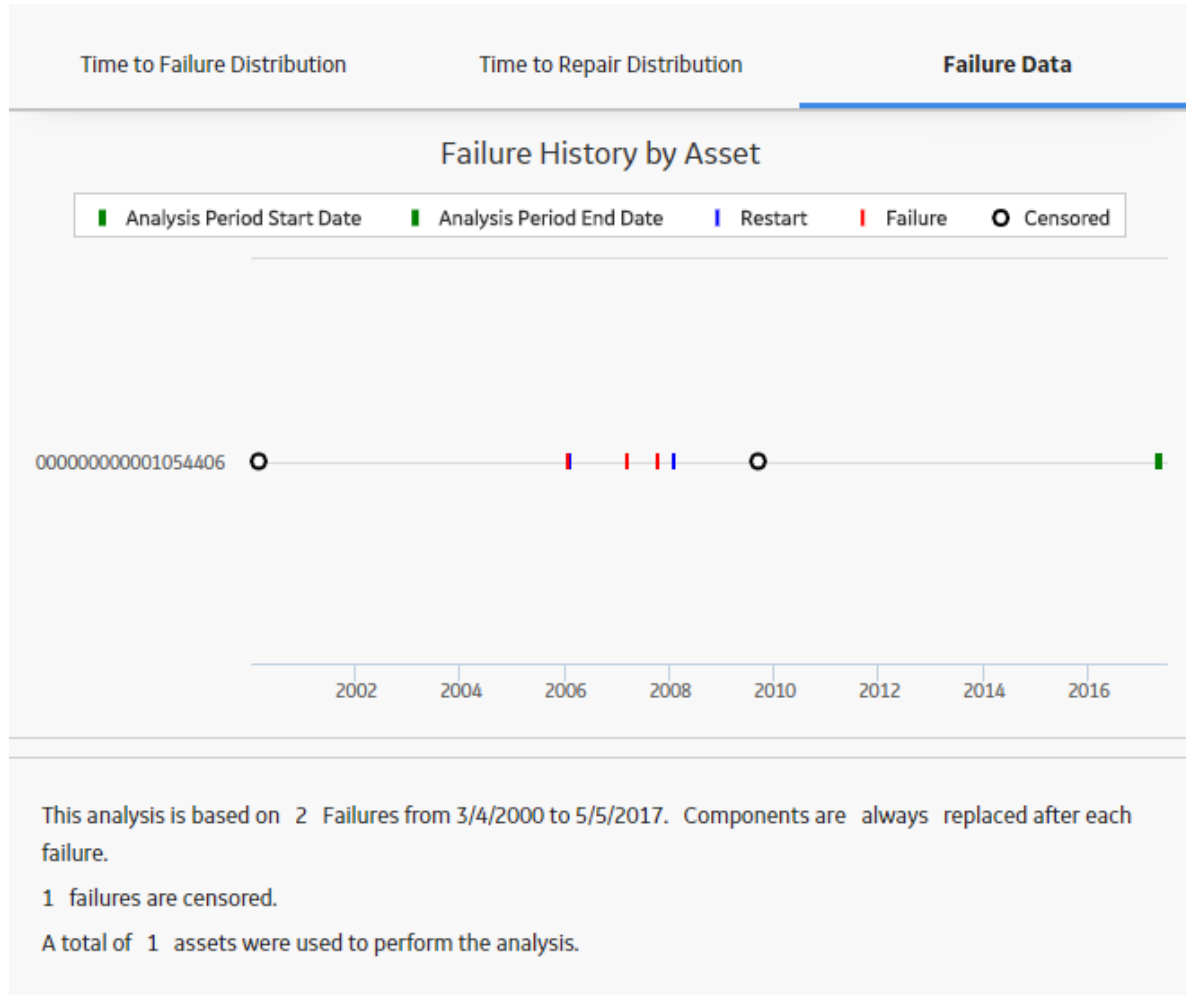 Time to Failure Distribution Time to Repair Distribution Failure Data
Failure History by Asset
Analysis Period Start Date Analysis Period End Date Restart Failure Censored
000000000001054406
2002 2004 2006 2008 2010 2012 2014 2016
This analysis is based on 2 Failures from 3/4/2000 to 5/5/2017. Components are always replaced after each
failure.
1 failures are censored.
A total of 1 assets were used to perform the analysis.